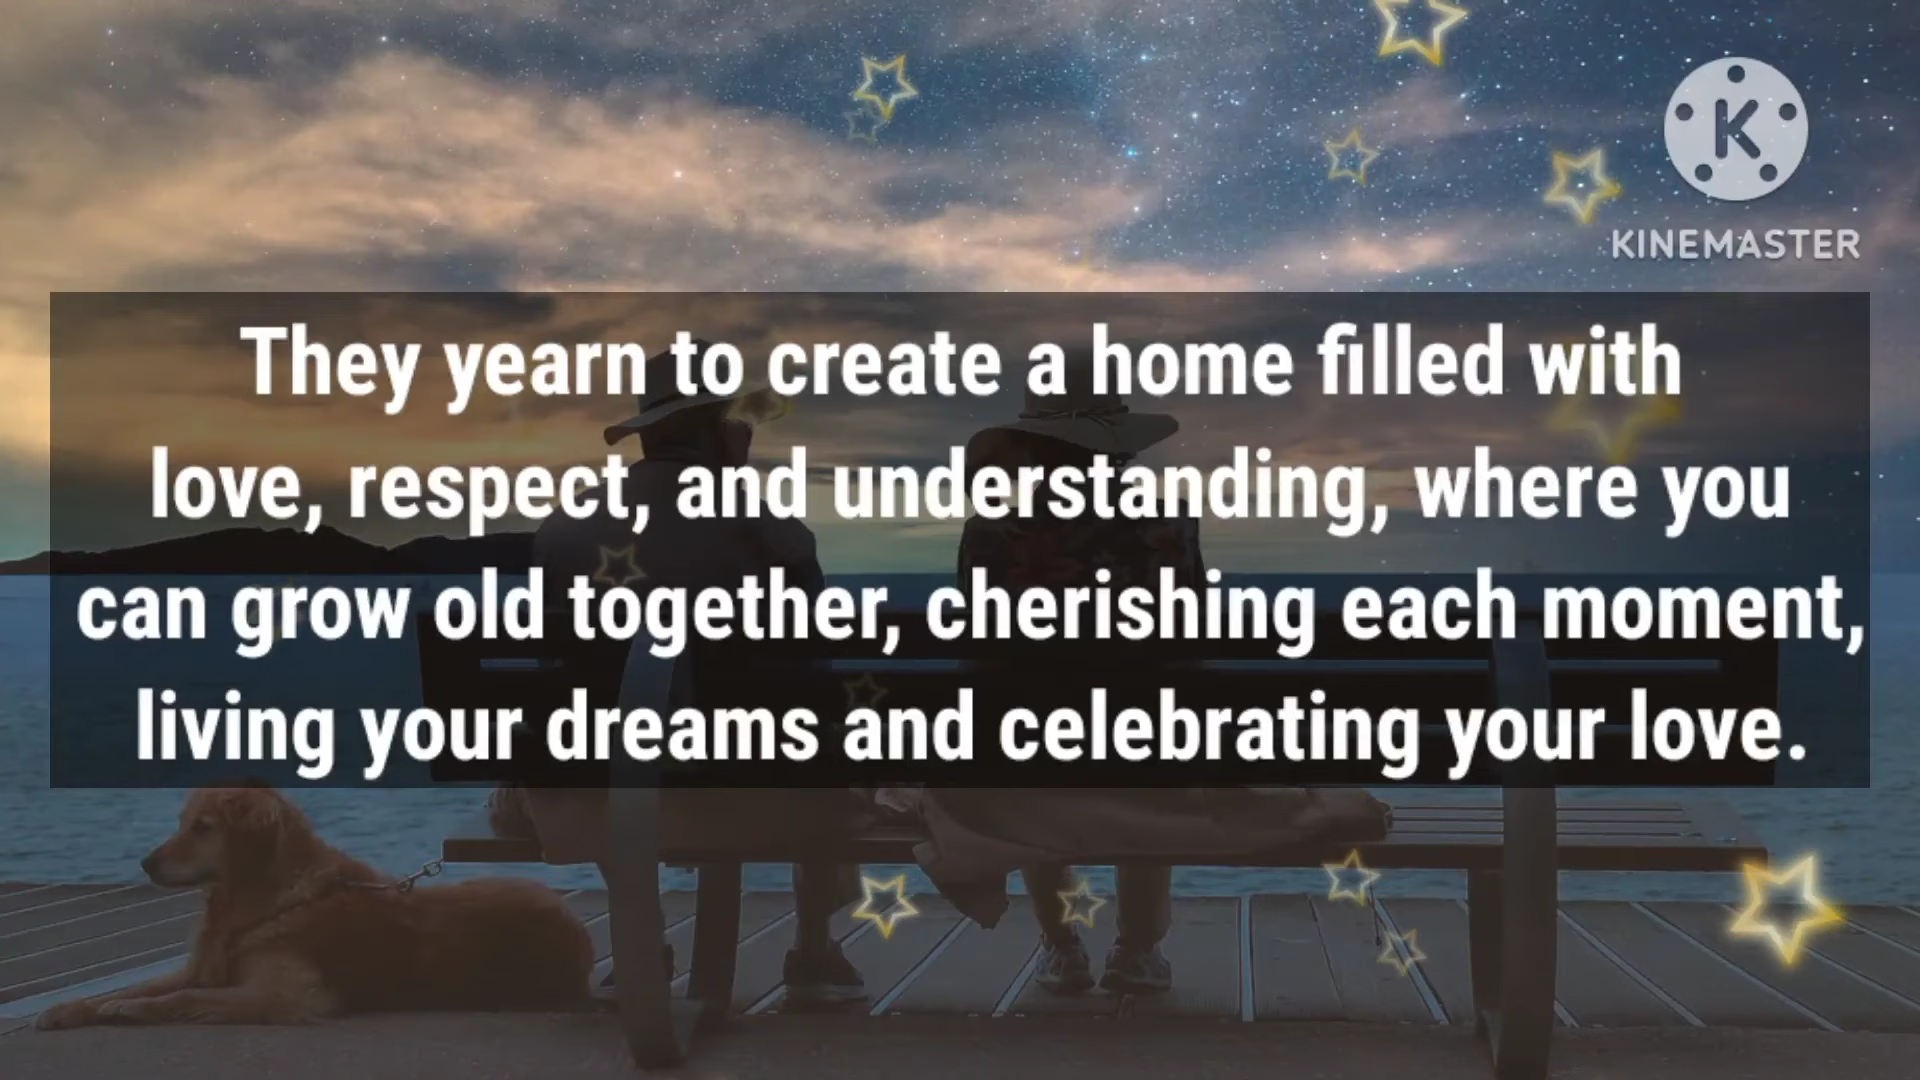 K
KINEMASTER
They yearn to create a home filled with
love, respect, and understanding, where you
can grow old together, cherishing each moment,
living your dreams and celebrating your love.